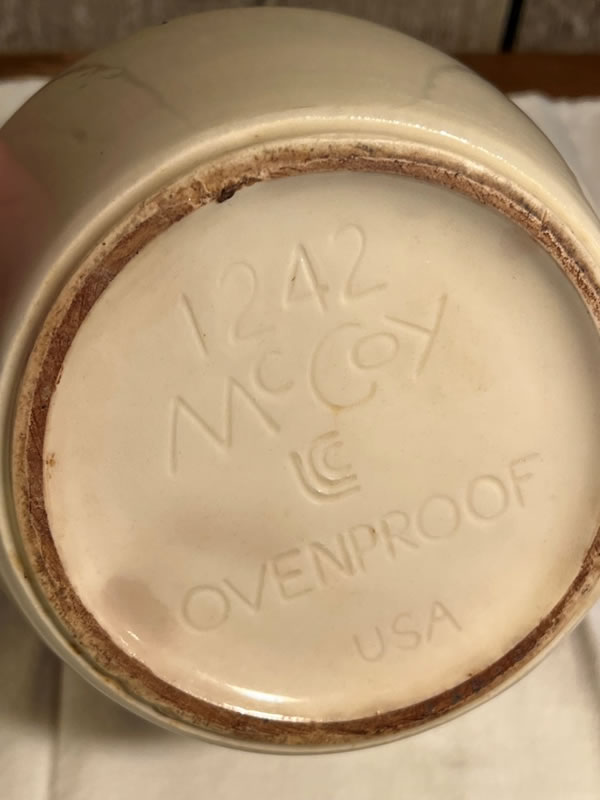 1242
McCoy
LCC
OVENPROOF
USA